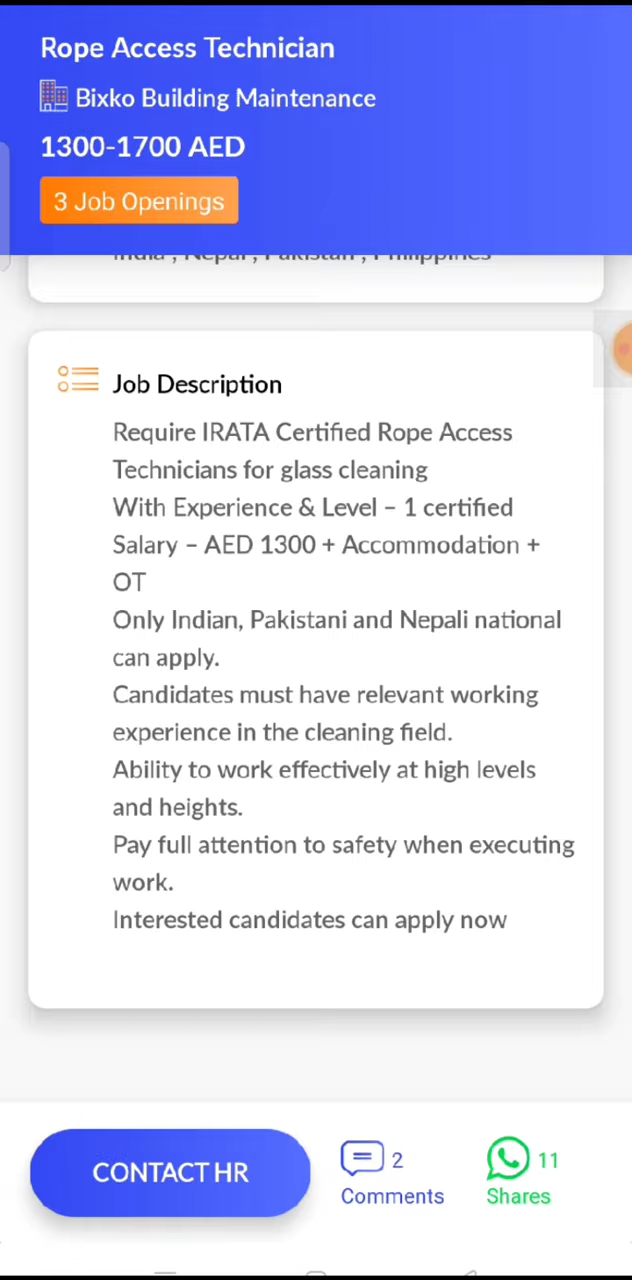 Rope Access Technician
Bixko Building Maintenance
1300-1700 AED
3 Job Openings
India , Nepal , Pakistan , Philippines
Job Description
Require IRATA Certified Rope Access
Technicians for glass cleaning
With Experience & Level – 1 certified
Salary – AED 1300 + Accommodation +
OT
Only Indian, Pakistani and Nepali national
can apply.
Candidates must have relevant working
experience in the cleaning field.
Ability to work effectively at high levels
and heights.
Pay full attention to safety when executing
work.
Interested candidates can apply now
CONTACT HR
2
Comments
11
Shares